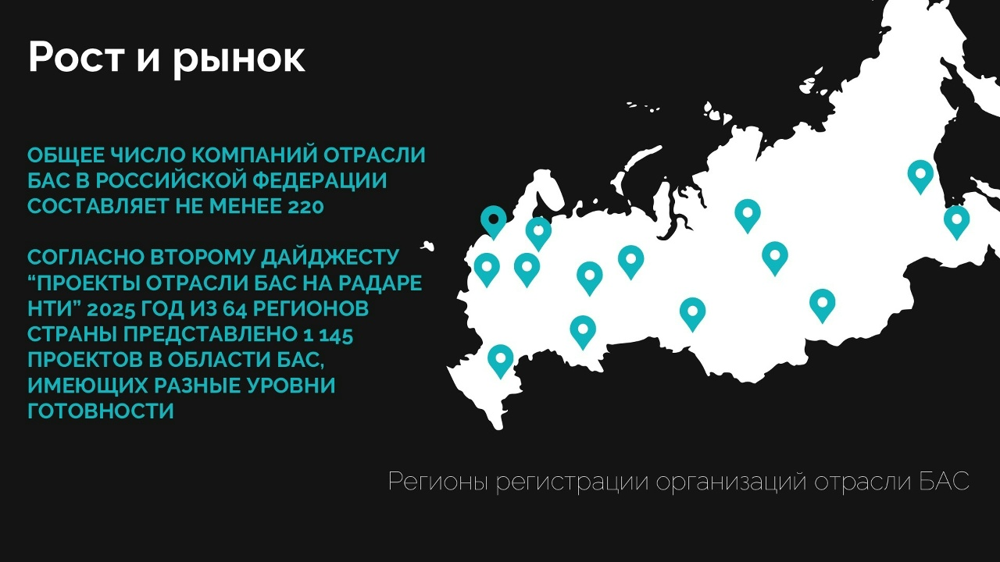 Рост и рынок
ОБЩЕЕ ЧИСЛО КОМПАНИЙ ОТРАСЛИ
БАС В РОССИЙСКОЙ ФЕДЕРАЦИИ
СОСТАВЛЯЕТ НЕ МЕНЕЕ 220
СОГЛАСНО ВТОРОМУ ДАЙДЖЕСТУ
“ПРОЕКТЫ ОТРАСЛИ БАС НА РАДАРЕ
НТИ” 2025 ГОД ИЗ 64 РЕГИОНОВ
СТРАНЫ ПРЕДСТАВЛЕНО 1 145
ПРОЕКТОВ В ОБЛАСТИ БАС,
ИМЕЮЩИХ РАЗНЫЕ УРОВНИ
ГОТОВНОСТИ
Регионы регистрации организаций отрасли БАС